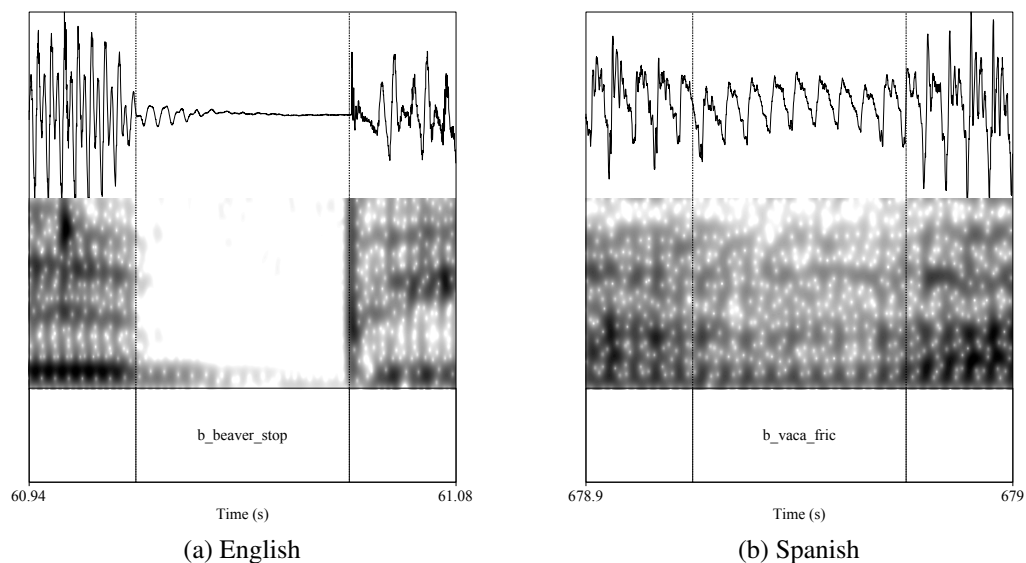 b_beaver_stop
60.94 61.08
Time (s)
(a) English
b_vaca_fric
678.9 679
Time (s)
(b) Spanish